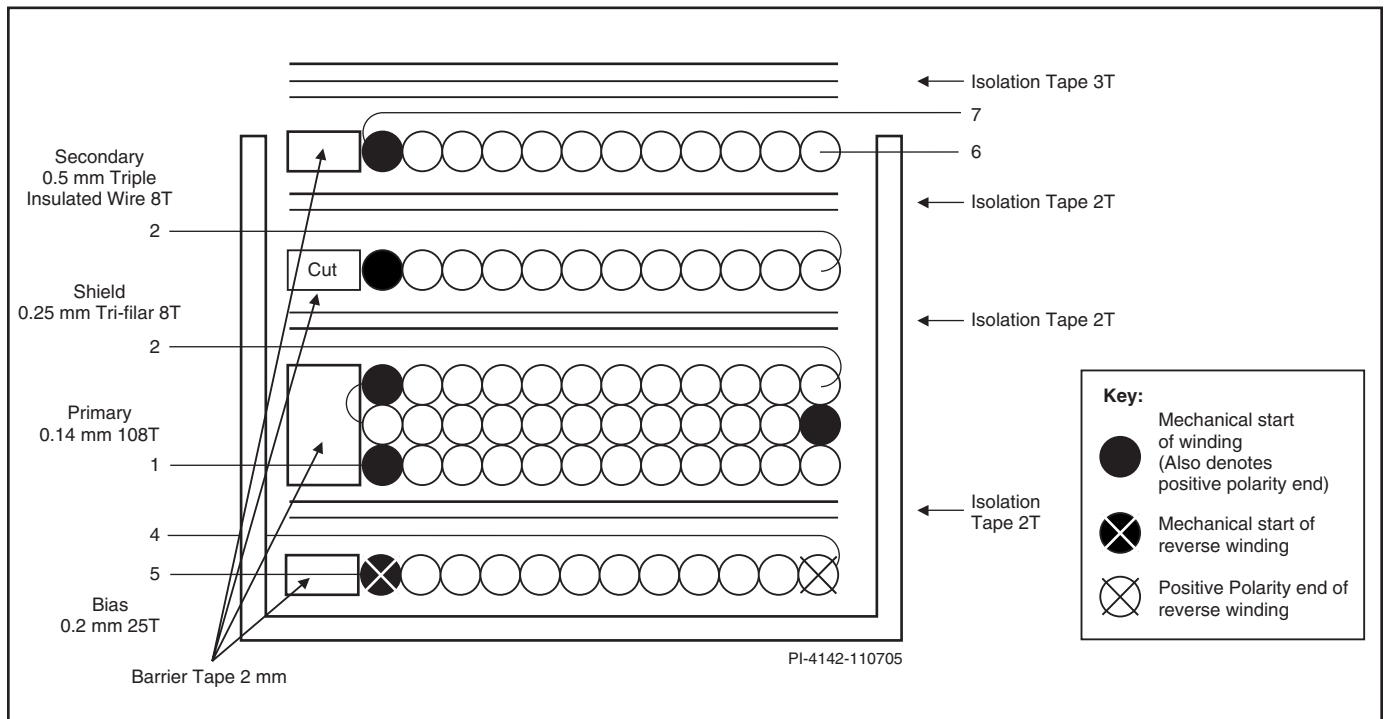 Isolation Tape 3T
7
6
Secondary
0.5 mm Triple
Insulated Wire 8T
Isolation Tape 2T
2
Cut
Shield
0.25 mm Tri-filar 8T
Isolation Tape 2T
2
Primary
0.14 mm 108T
1
Isolation
Tape 2T
4
5
Bias
0.2 mm 25T
Barrier Tape 2 mm
PI-4142-110705
Key:
Mechanical start
of winding
(Also denotes
positive polarity end)
Mechanical start of
reverse winding
Positive Polarity end of
reverse winding